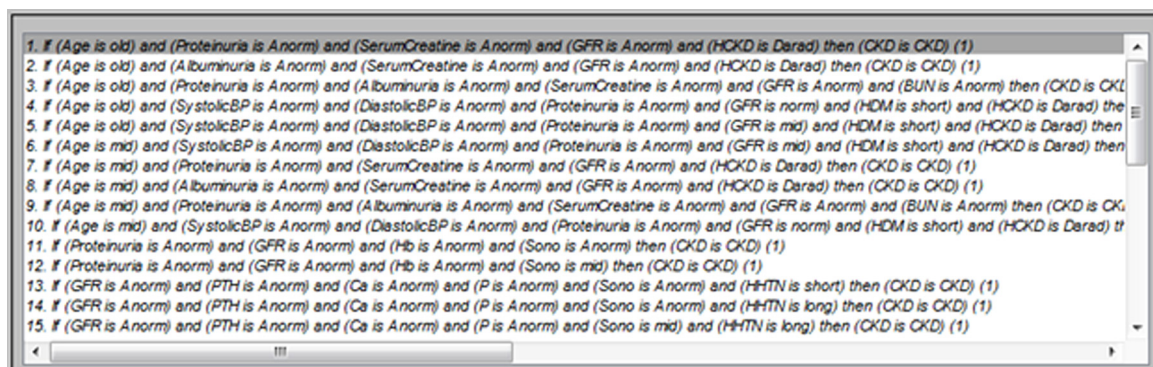 1. If (Age is old) and (Proteinuria is Anorm) and (SerumCreatine is Anorm) and (GFR is Anorm) and (HCKD is Darad) then (CKD is CKD) (1)
2. If (Age is old) and (Albuminuria is Anorm) and (SerumCreatine is Anorm) and (GFR is Anorm) and (HCKD is Darad) then (CKD is CKD) (1)
3. If (Age is old) and (Proteinuria is Anorm) and (Albuminuria is Anorm) and (SerumCreatine is Anorm) and (GFR is Anorm) and (BUN is Anorm) then (CKD is CKD
4. If (Age is old) and (SystolicBP is Anorm) and (DiastolicBP is Anorm) and (Proteinuria is Anorm) and (GFR is norm) and (HDM is short) and (HCKD is Darad) the
5. If (Age is old) and (SystolicBP is Anorm) and (DiastolicBP is Anorm) and (Proteinuria is Anorm) and (GFR is mid) and (HDM is short) and (HCKD is Darad) then
6. If (Age is mid) and (SystolicBP is Anorm) and (DiastolicBP is Anorm) and (Proteinuria is Anorm) and (GFR is mid) and (HDM is short) and (HCKD is Darad) then
7. If (Age is mid) and (Proteinuria is Anorm) and (SerumCreatine is Anorm) and (GFR is Anorm) and (HCKD is Darad) then (CKD is CKD) (1)
8. If (Age is mid) and (Albuminuria is Anorm) and (SerumCreatine is Anorm) and (GFR is Anorm) and (HCKD is Darad) then (CKD is CKD) (1)
9. If (Age is mid) and (Proteinuria is Anorm) and (Albuminuria is Anorm) and (SerumCreatine is Anorm) and (GFR is Anorm) and (BUN is Anorm) then (CKD is CK
10. If (Age is mid) and (SystolicBP is Anorm) and (DiastolicBP is Anorm) and (Proteinuria is Anorm) and (GFR is norm) and (HDM is short) and (HCKD is Darad) th
11. If (Proteinuria is Anorm) and (GFR is Anorm) and (Hb is Anorm) and (Sono is Anorm) then (CKD is CKD) (1)
12. If (Proteinuria is Anorm) and (GFR is Anorm) and (Hb is Anorm) and (Sono is mid) then (CKD is CKD) (1)
13. If (GFR is Anorm) and (PTH is Anorm) and (Ca is Anorm) and (P is Anorm) and (Sono is Anorm) and (HHTN is short) then (CKD is CKD) (1)
14. If (GFR is Anorm) and (PTH is Anorm) and (Ca is Anorm) and (P is Anorm) and (Sono is Anorm) and (HHTN is long) then (CKD is CKD) (1)
15. If (GFR is Anorm) and (PTH is Anorm) and (Ca is Anorm) and (P is Anorm) and (Sono is mid) and (HHTN is long) then (CKD is CKD) (1)